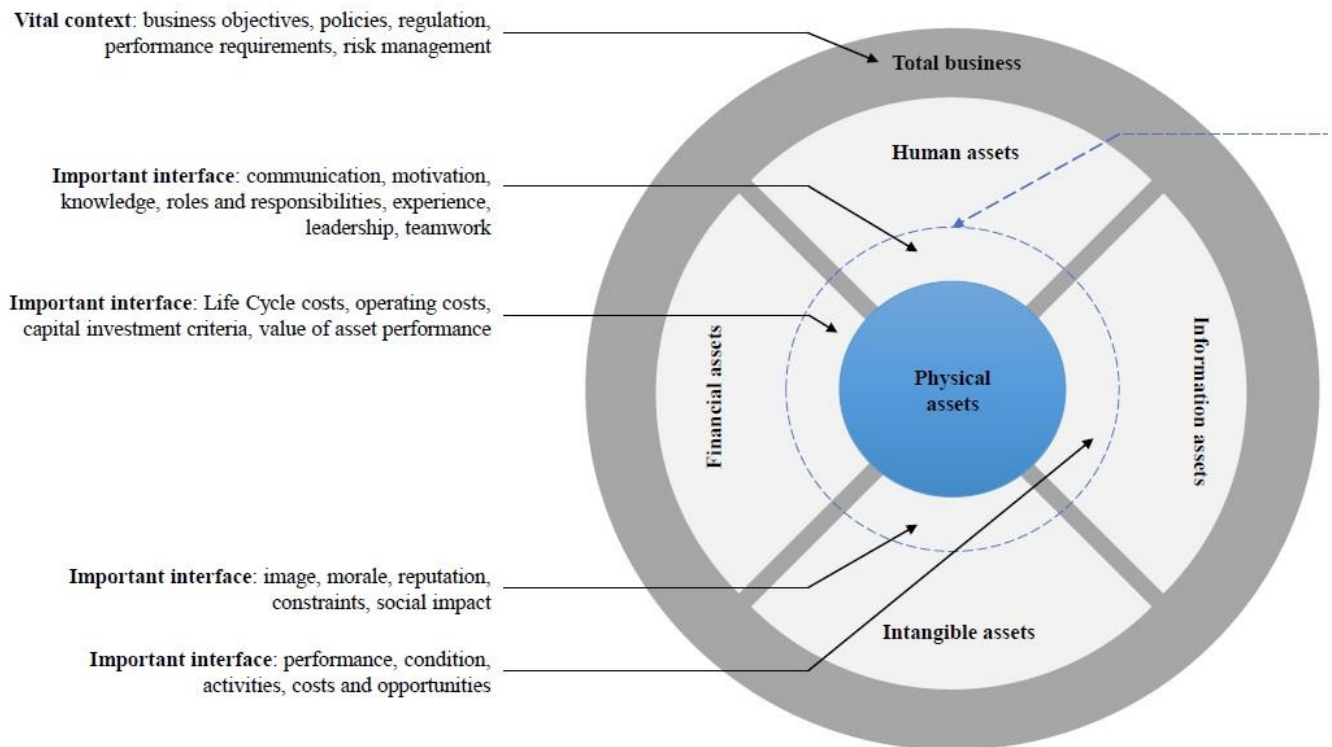 Vital context: business objectives, policies, regulation,
performance requirements, risk management
Total business
Human assets
Important interface: communication, motivation,
knowledge, roles and responsibilities, experience,
leadership, teamwork
Important interface: Life Cycle costs, operating costs,
capital investment criteria, value of asset performance
Financial assets
Physical
assets
Information assets
Important interface: image, morale, reputation,
constraints, social impact
Intangible assets
Important interface: performance, condition,
activities, costs and opportunities